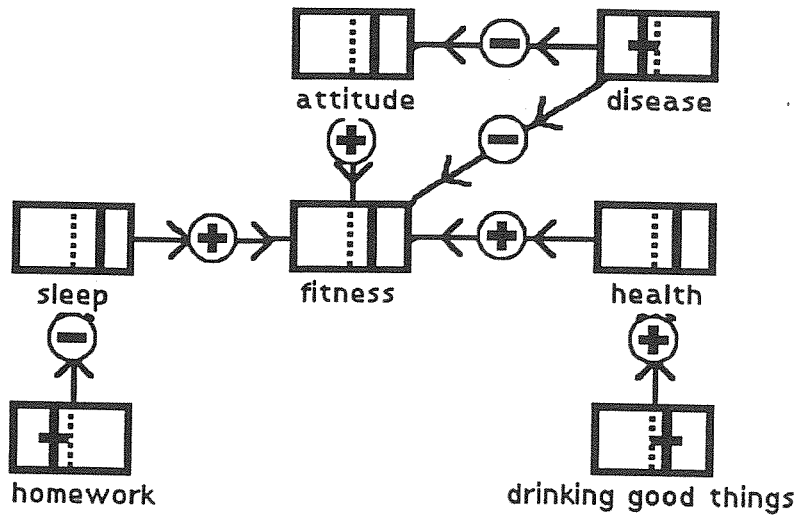 attitude
disease
sleep
fitness
health
homework
drinking good things